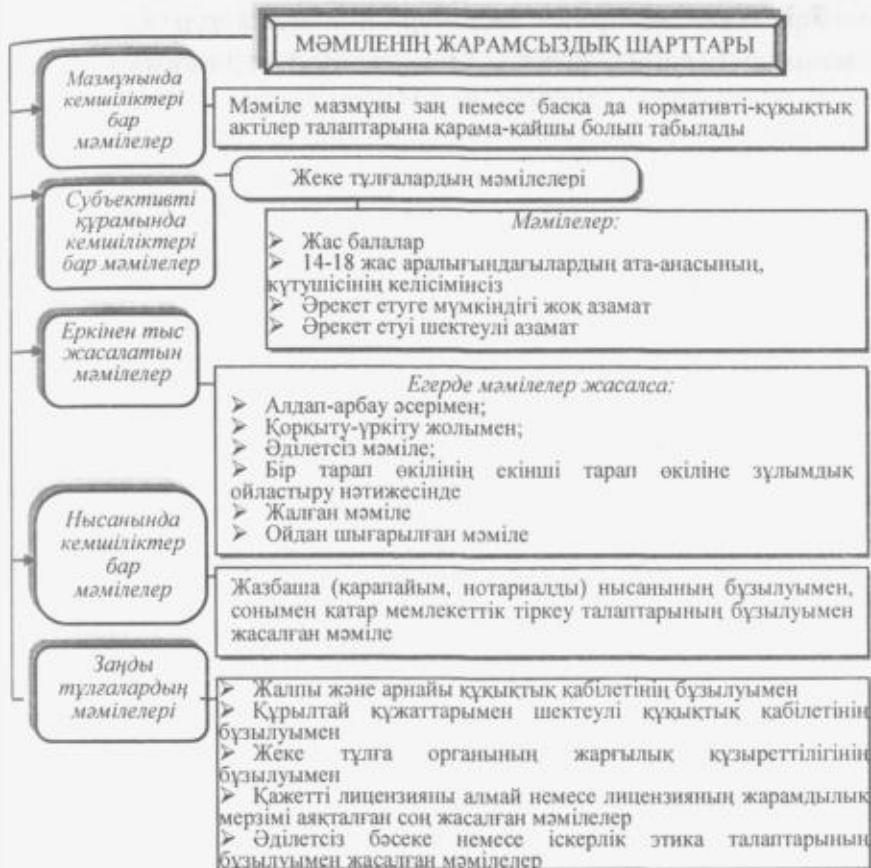 МӘМІЛЕНІҢ ЖАРАМСЫЗДЫҚ ШАРТТАРЫ
Мазмұнында
кемшіліктері
бар
мәмілелер
Мәміле мазмұны заң немесе басқа да нормативті-құқықтық
актілер талаптарына қарама-қайшы болып табылады
Субъективті
құрамында
кемшіліктері
бар мәмілелер
Жеке тұлғалардың мәмілелері
Мәмілелер:
➢ Жас балалар
➢ 14-18 жас аралығындағылардың ата-анасының,
күтушісінің келісімінсіз
➢ Әрекет етуге мүмкіндігі жоқ азамат
➢ Әрекет етуі шектеулі азамат
Еркінен тыс
жасалатын
мәмілелер
Егерде мәмілелер жасалса:
➢ Алдап-арбау әсерімен;
➢ Қорқыту-үркіту жолымен;
➢ Әділетсіз мәміле;
➢ Бір тарап өкілінің екінші тарап өкіліне зұлымдық
ойластыру нәтижесінде
➢ Жалған мәміле
➢ Ойдан шығарылған мәміле
Нысанында
кемшіліктер
бар
мәмілелер
Жазбаша (қарапайым, нотариалды) нысанының бұзылуымен,
сонымен қатар мемлекеттік тіркеу талаптарының бұзылуымен
жасалған мәміле
Заңды
тұлғалардың
мәмілелері
➢ Жалпы және арнайы құқықтық қабілетінің бұзылуымен
➢ Құрылтай құжаттарымен шектеулі құқықтық қабілетінің
бұзылуымен
➢ Жеке тұлға органының жарғылық құзыреттілігінің
бұзылуымен
➢ Қажетті лицензияны алмай немесе лицензияның жарамдылық
мерзімі аяқталған соң жасалған мәмілелер
➢ Әділетсіз бәсеке немесе іскерлік этика талаптарының
бұзылуымен жасалған мәмілелер